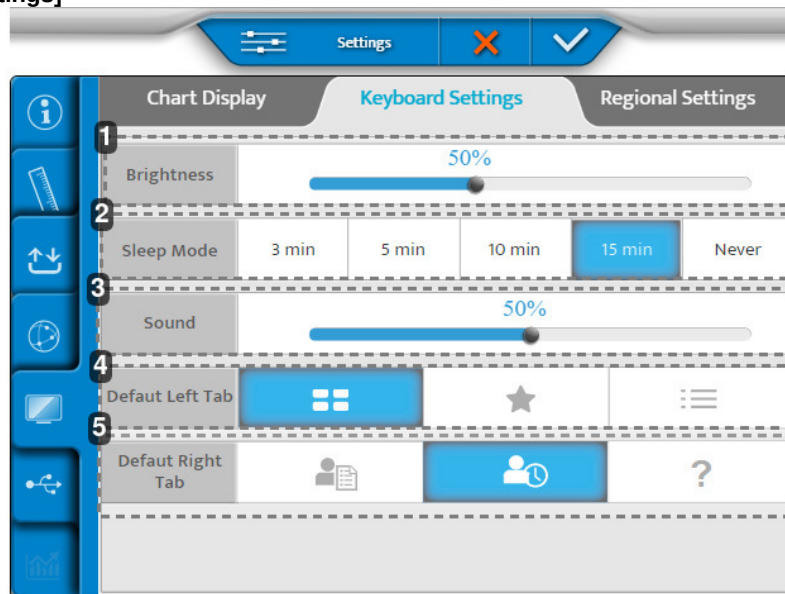 tings]
Settings
Chart Display Keyboard Settings Regional Settings
1
Brightness 50%
2
Sleep Mode 3 min 5 min 10 min 15 min Never
3
Sound 50%
4
Defaut Left Tab
5
Defaut Right
Tab ?